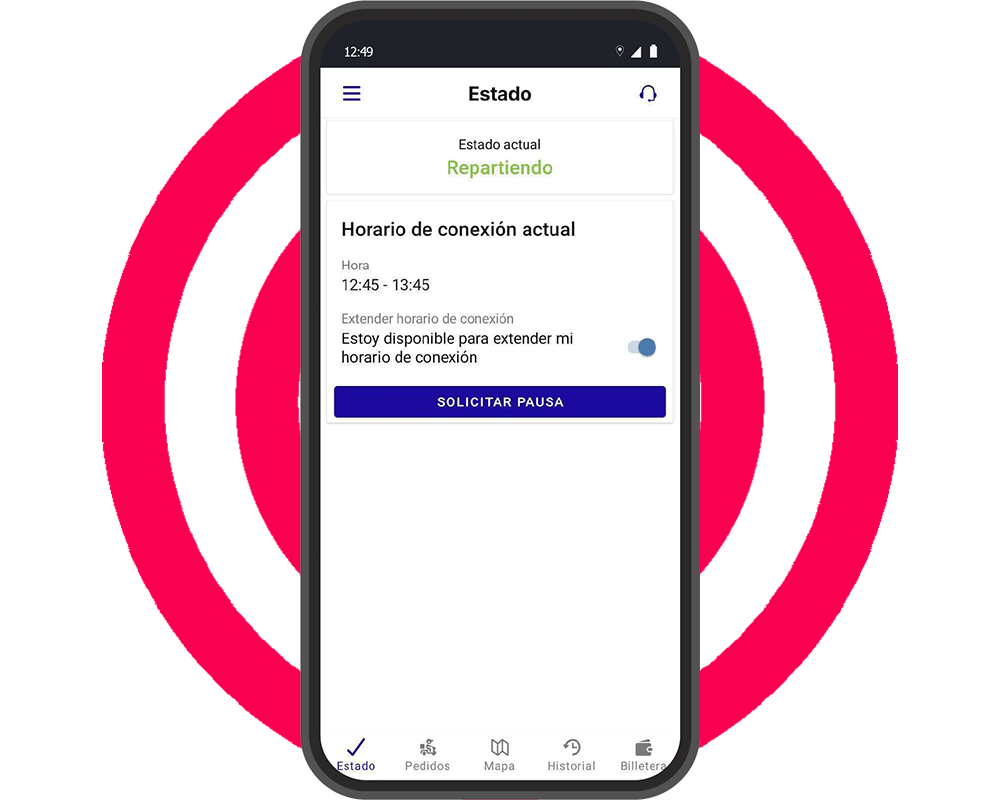 12:49
Estado
Estado actual
Repartiendo
Horario de conexión actual
Hora
12:45 - 13:45
Extender horario de conexión
Estoy disponible para extender mi
horario de conexión
SOLICITAR PAUSA
Estado Pedidos Mapa Historial Billetera